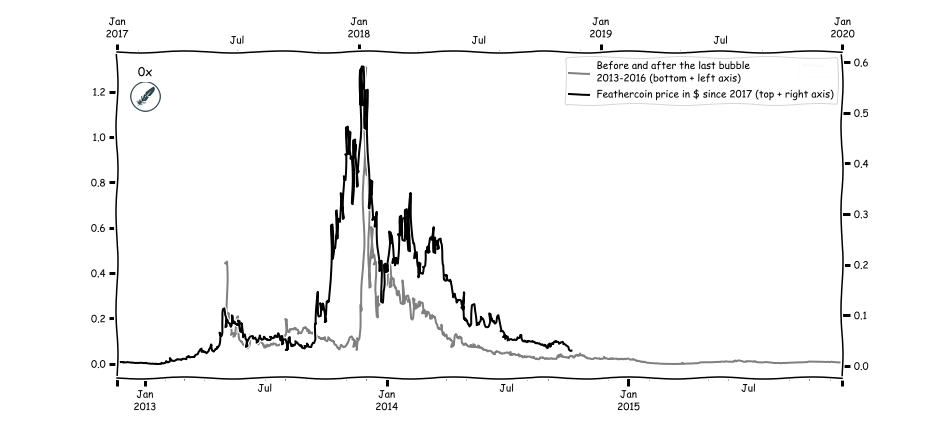 Jan Jan Jan Jan
2017 2018 2019 2020
Jul Jul Jul
0x
Before and after the last bubble
2013-2016 (bottom + left axis)
Feathercoin price in $ since 2017 (top + right axis)
1.2
1.0
0.8
0.6
0.4
0.2
0.0
0.6
0.5
0.4
0.3
0.2
0.1
0.0
Jul Jul Jul
Jan Jan Jan
2013 2014 2015